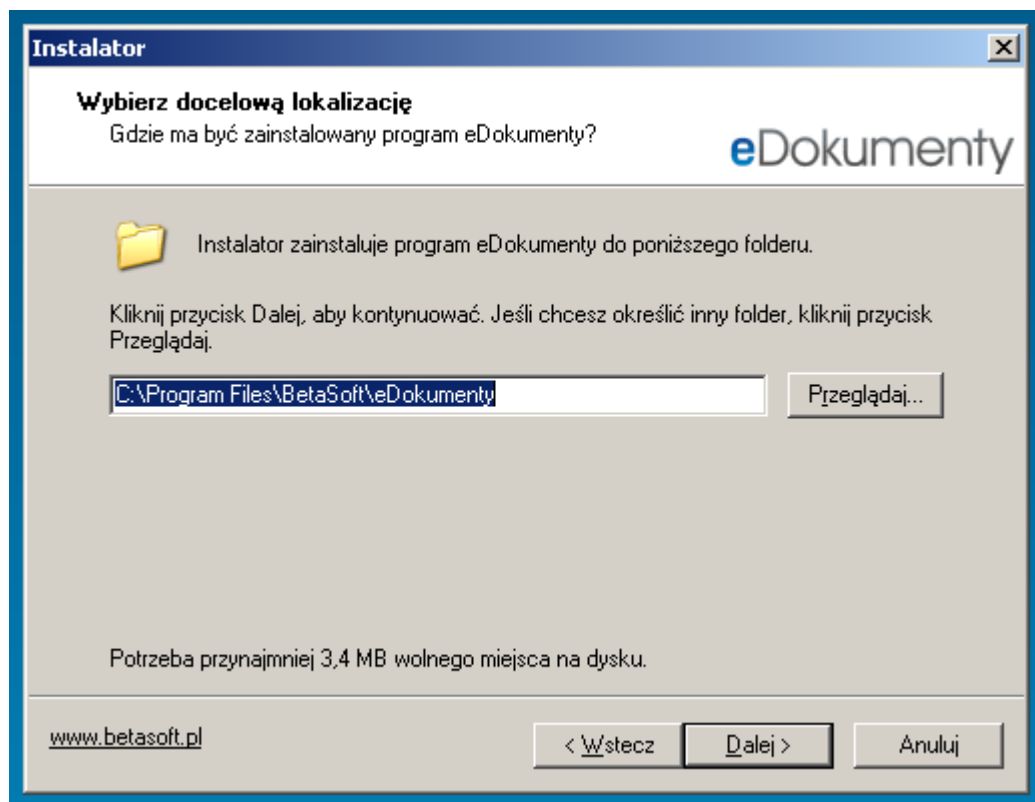 Instalator
Wybierz docelową lokalizację
Gdzie ma być zainstalowany program eDokumenty?
eDokumenty
Instalator zainstaluje program eDokumenty do poniższego folderu.
Kliknij przycisk Dalej, aby kontynuować. Jeśli chcesz określić inny folder, kliknij przycisk
Przeglądaj.
C:\Program Files\BetaSoft\eDokumenty
Przeglądaj...
Potrzeba przynajmniej 3,4 MB wolnego miejsca na dysku.
www.betasoft.pl
< Wstecz
Dalej >
Anuluj